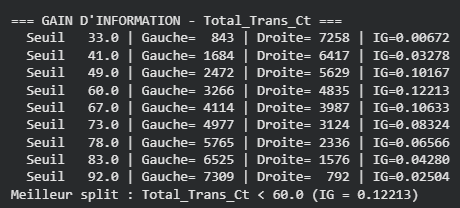 === GAIN D'INFORMATION - Total_Trans_Ct ===
Seuil   33.0 | Gauche=  843 | Droite= 7258 | IG=0.00672
Seuil   41.0 | Gauche= 1684 | Droite= 6417 | IG=0.03278
Seuil   49.0 | Gauche= 2472 | Droite= 5629 | IG=0.10167
Seuil   60.0 | Gauche= 3266 | Droite= 4835 | IG=0.12213
Seuil   67.0 | Gauche= 4114 | Droite= 3987 | IG=0.10633
Seuil   73.0 | Gauche= 4977 | Droite= 3124 | IG=0.08324
Seuil   78.0 | Gauche= 5765 | Droite= 2336 | IG=0.06566
Seuil   83.0 | Gauche= 6525 | Droite= 1576 | IG=0.04280
Seuil   92.0 | Gauche= 7309 | Droite=  792 | IG=0.02504
Meilleur split : Total_Trans_Ct < 60.0 (IG = 0.12213)